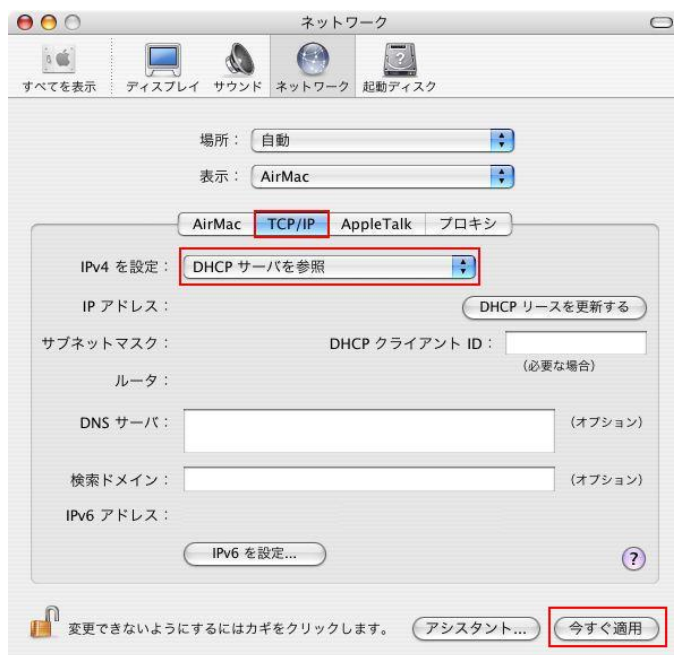 ネットワーク
すべてを表示 ディスプレイ サウンド ネットワーク 起動ディスク
場所： 自動
表示： AirMac
AirMac TCP/IP AppleTalk プロキシ
IPv4 を設定： DHCP サーバを参照
IP アドレス： DHCP リースを更新する
サブネットマスク： DHCP クライアント ID：
（必要な場合）
ルータ：
DNS サーバ： （オプション）
検索ドメイン： （オプション）
IPv6 アドレス：
IPv6 を設定...
?
変更できないようにするにはカギをクリックします。 アシスタント... 今すぐ適用